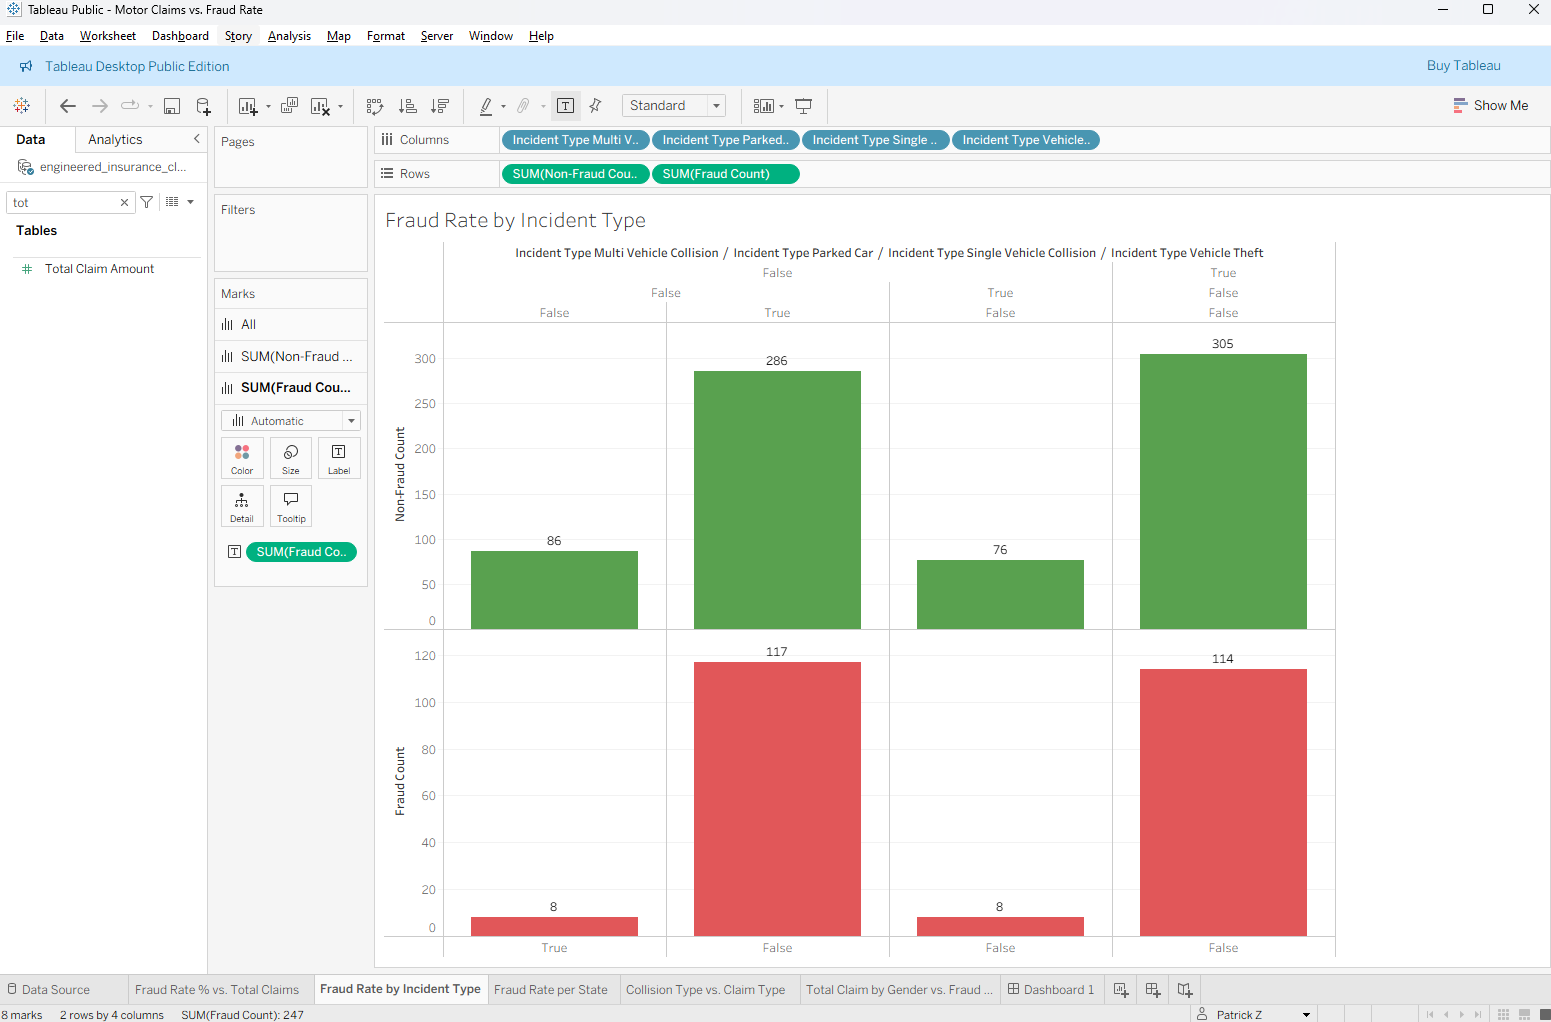 Tableau Public - Motor Claims vs. Fraud Rate
File Data Worksheet Dashboard Story Analysis Map Format Server Window Help
Tableau Desktop Public Edition
Buy Tableau
Standard
Show Me
Data
Analytics
engineered_insurance_cl...
tot
Tables
Total Claim Amount
Pages
Filters
Marks
All
SUM(Non-Fraud ...
SUM(Fraud Cou...
Automatic
Color Size Label
Detail Tooltip
SUM(Fraud Co..
Columns
Incident Type Multi V.. Incident Type Parked.. Incident Type Single .. Incident Type Vehicle..
Rows
SUM(Non-Fraud Cou.. SUM(Fraud Count)
Fraud Rate by Incident Type
Incident Type Multi Vehicle Collision / Incident Type Parked Car / Incident Type Single Vehicle Collision / Incident Type Vehicle Theft
False True
False True False
False True False False
Non-Fraud Count
300
250
200
150
100
50
0
86 286 76 305
Fraud Count
120
100
80
60
40
20
0
8 117 8 114
True False False False
Data Source Fraud Rate % vs. Total Claims Fraud Rate by Incident Type Fraud Rate per State Collision Type vs. Claim Type Total Claim by Gender vs. Fraud ... Dashboard 1
8 marks 2 rows by 4 columns SUM(Fraud Count): 247
Patrick Z